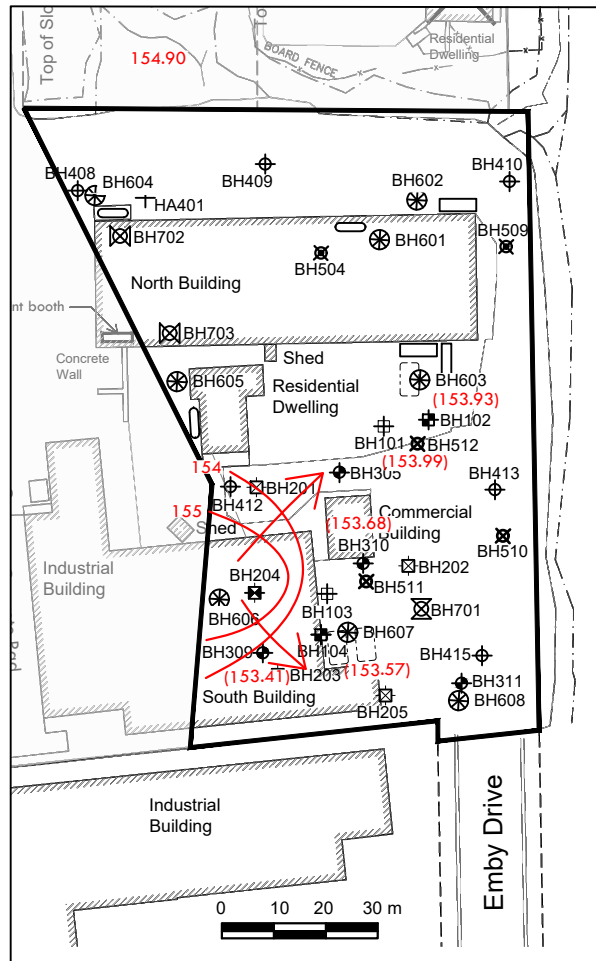 Top of Slo
To
Residential
Dwelling
154.90
BOARD FENCE
BH408
BH604
HA401
BH409
BH602
BH410
BH702
BH601
BH509
BH504
North Building
nt booth
BH703
Concrete
Wall
Shed
BH605
Residential
Dwelling
BH603
(153.93)
BH102
BH101
BH512
(153.99)
154
BH305
BH201
BH412
BH413
155
Shed
Commercial
Building
(153.68)
BH310
BH510
Industrial
Building
BH202
BH204
BH511
BH606
BH103
BH701
BH607
BH309
BH104
BH415
(153.41)
BH203
(153.57)
BH311
South Building
BH205
BH608
Industrial
Building
Emby Drive
0 10 20 30 m